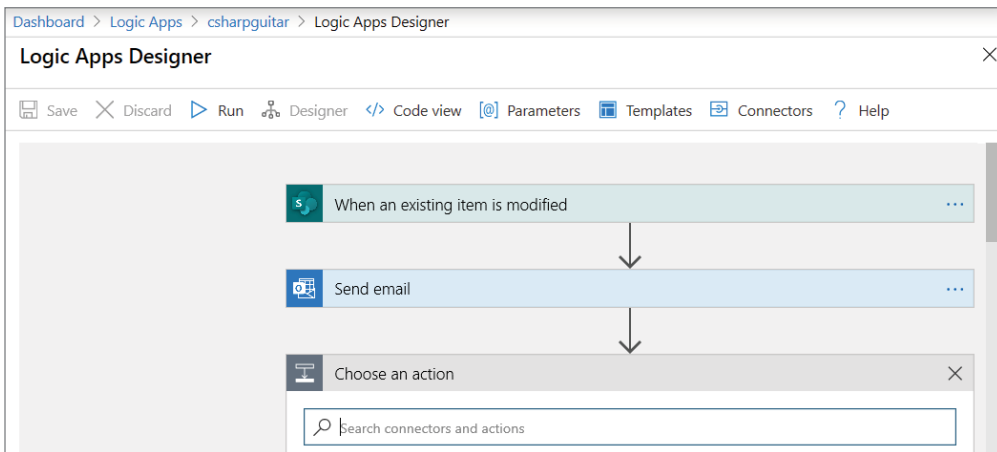 Dashboard > Logic Apps > csharpguitar > Logic Apps Designer
Logic Apps Designer
Save Discard Run Designer </> Code view [@] Parameters Templates Connectors ? Help
S When an existing item is modified ...
Send email ...
Choose an action
Search connectors and actions